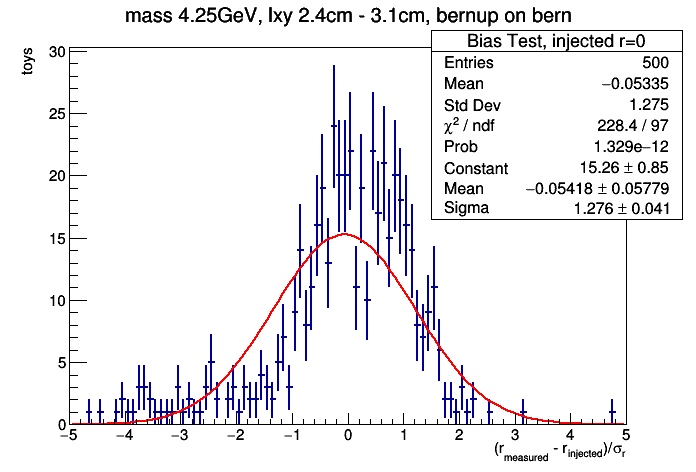 mass 4.25GeV, lxy 2.4cm - 3.1cm, bernup on bern
Bias Test, injected r=0
Entries 500
Mean −0.05335
Std Dev 1.275
χ² / ndf 228.4 / 97
Prob 1.329e−12
Constant 15.26 ± 0.85
Mean −0.05418 ± 0.05779
Sigma 1.276 ± 0.041
toys
30
25
20
15
10
5
0
−5 −4 −3 −2 −1 0 1 2 3 4 5
(r_measured - r_injected)/σ_r